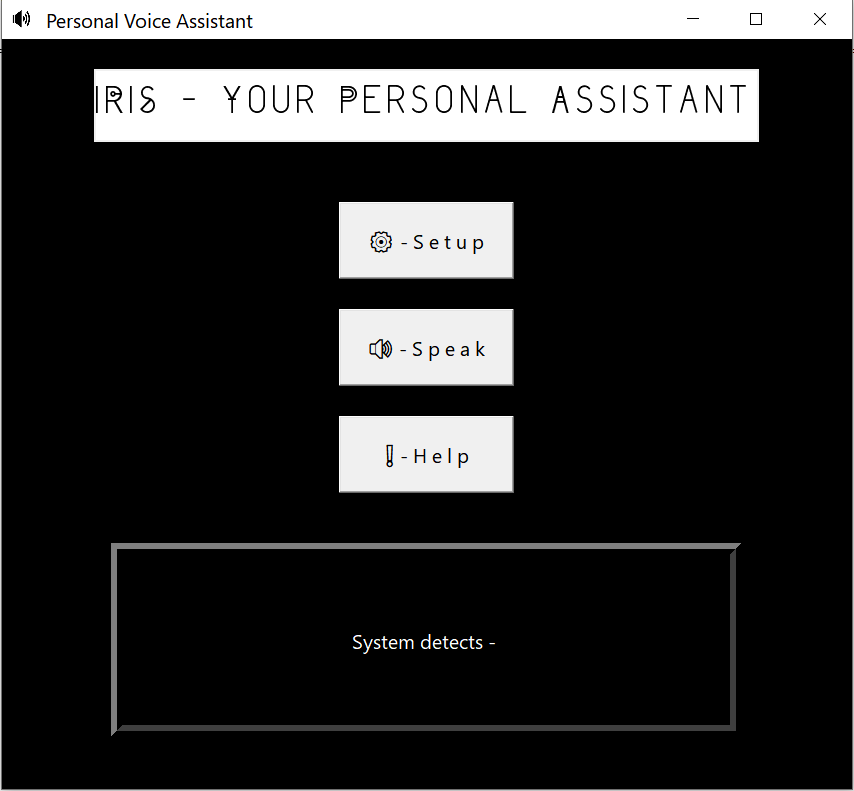 Personal Voice Assistant
IRIS - YOUR PERSONAL ASSISTANT
⚙ - Setup
🔊 - Speak
❕ - Help
System detects -